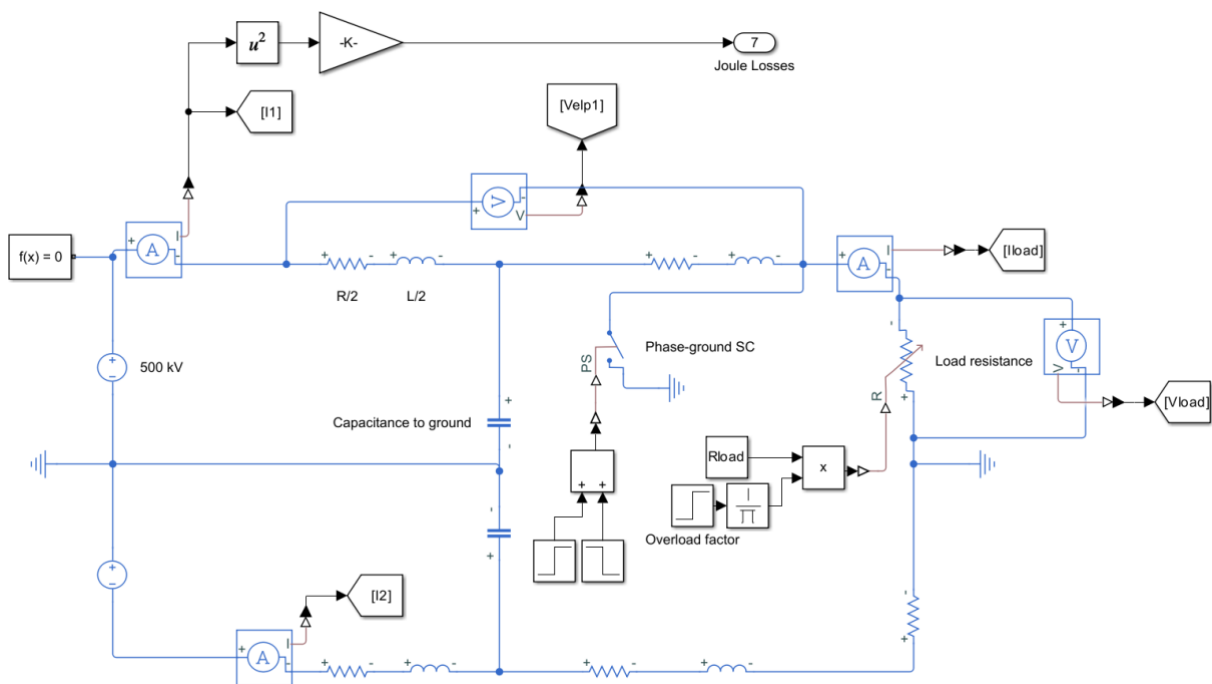 u²
-K-
7
Joule Losses
[I1]
[Velp1]
+
V
-
V
f(x) = 0
+
A
I
-
+
A
I
-
[Iload]
+ - + -
+ - + -
R/2 L/2
+
V
-
V
-
Load resistance
+
R
[Vload]
+
-
500 kV
PS
Phase-ground SC
Capacitance to ground
+
-
Rload
x
1
∏
Overload factor
+ +
-
+
+
-
[I2]
+
A
I
-
+ - + -
+ - + -
-
+